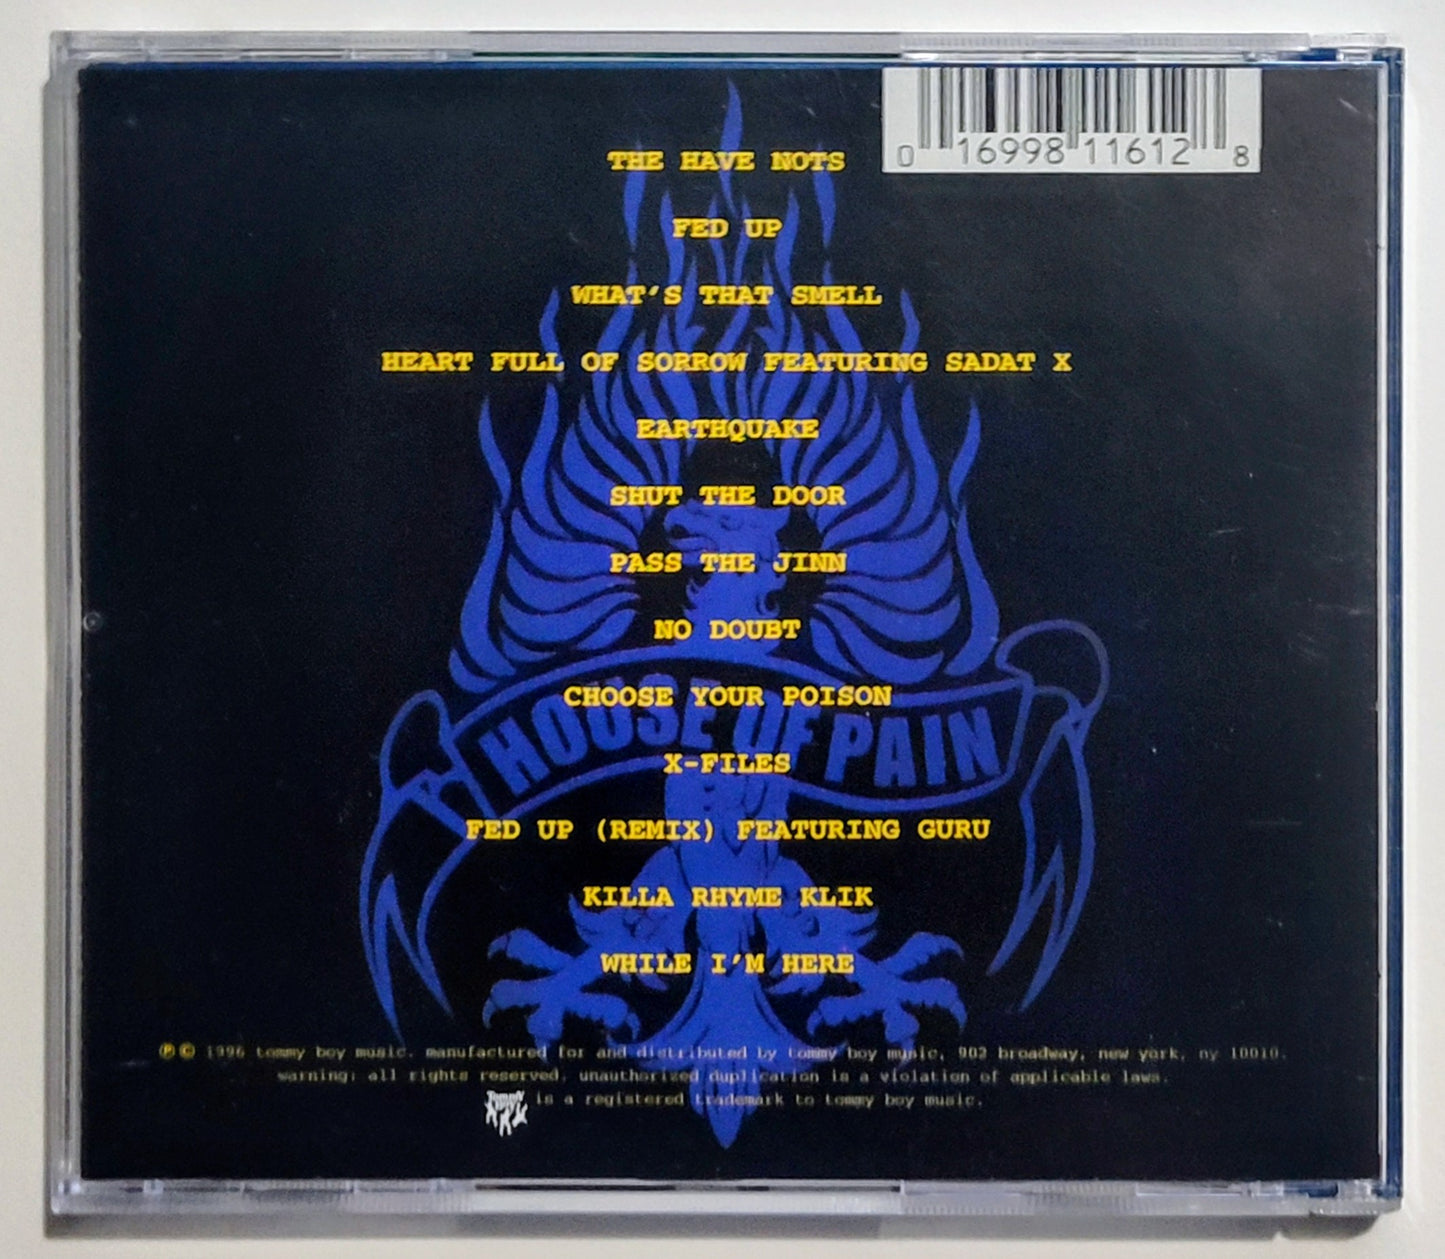 0 16998 11612 8
THE HAVE NOTS
FED UP
WHAT'S THAT SMELL
HEART FULL OF SORROW FEATURING SADAT X
EARTHQUAKE
SHUT THE DOOR
PASS THE JINN
NO DOUBT
CHOOSE YOUR POISON
HOUSE OF PAIN
X-FILES
FED UP (REMIX) FEATURING GURU
KILLA RHYME KLIK
WHILE I'M HERE
℗ © 1996 tommy boy music. manufactured for and distributed by tommy boy music, 902 broadway, new york, ny 10010.
warning: all rights reserved. unauthorized duplication is a violation of applicable laws.
Tommy Boy is a registered trademark to tommy boy music.